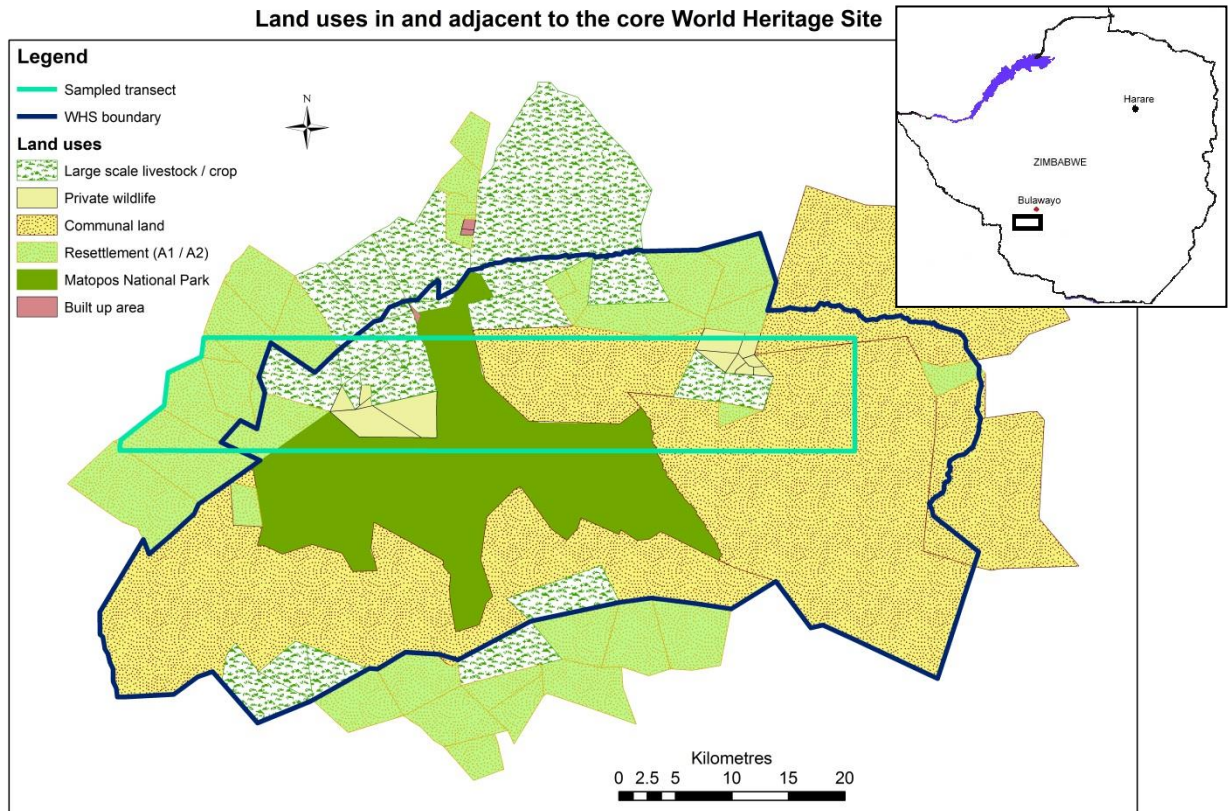 Land uses in and adjacent to the core World Heritage Site
Legend
Sampled transect
WHS boundary
Land uses
Large scale livestock / crop
Private wildlife
Communal land
Resettlement (A1 / A2)
Matopos National Park
Built up area
N
Harare
ZIMBABWE
Bulawayo
Kilometres
0 2.5 5 10 15 20